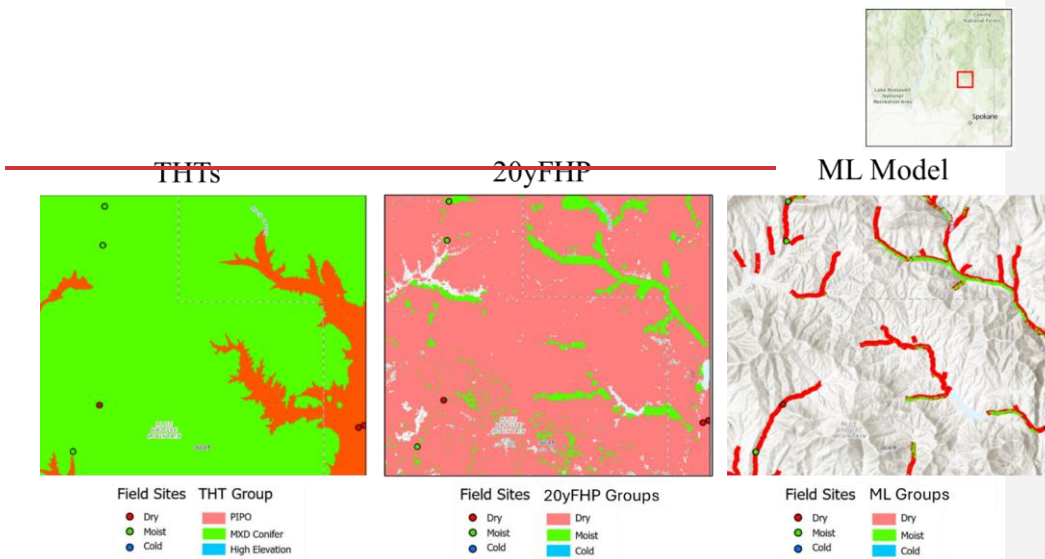 Colville
National Forest
Lake Roosevelt
National
Recreation Area
Spokane
THTs
20yFHP
ML Model
Field Sites THT Group
Dry PIPO
Moist MXD Conifer
Cold High Elevation
Field Sites 20yFHP Groups
Dry Dry
Moist Moist
Cold Cold
Field Sites ML Groups
Dry Dry
Moist Moist
Cold Cold